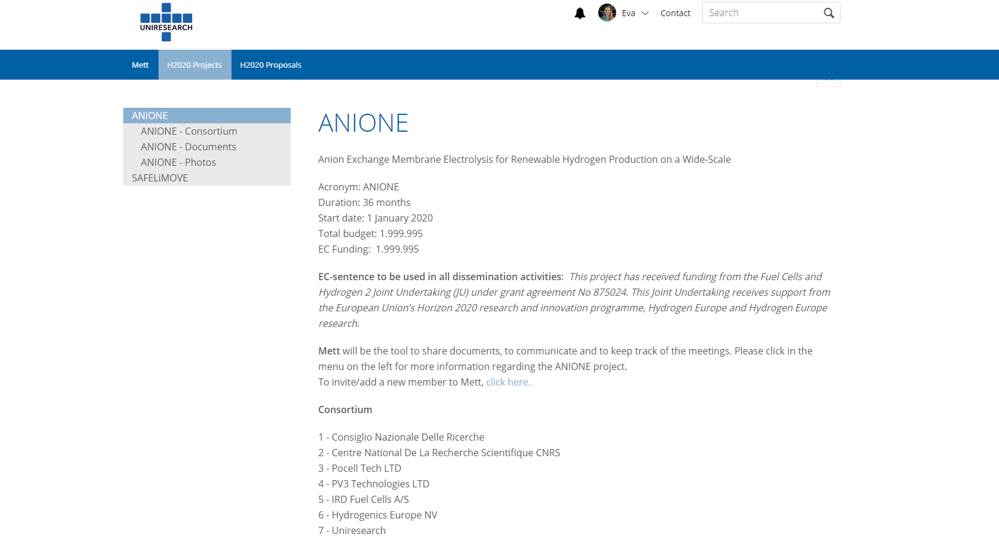 UNIRESEARCH
Eva
Contact
Search
Mett
H2020 Projects
H2020 Proposals
ANIONE
ANIONE - Consortium
ANIONE - Documents
ANIONE - Photos
SAFELiMOVE
ANIONE
Anion Exchange Membrane Electrolysis for Renewable Hydrogen Production on a Wide-Scale
Acronym: ANIONE
Duration: 36 months
Start date: 1 January 2020
Total budget: 1.999.995
EC Funding:  1.999.995
EC-sentence to be used in all dissemination activities:  This project has received funding from the Fuel Cells and
Hydrogen 2 Joint Undertaking (JU) under grant agreement No 875024. This Joint Undertaking receives support from
the European Union’s Horizon 2020 research and innovation programme, Hydrogen Europe and Hydrogen Europe
research.
Mett will be the tool to share documents, to communicate and to keep track of the meetings. Please click in the
menu on the left for more information regarding the ANIONE project.
To invite/add a new member to Mett, click here.
Consortium
1 - Consiglio Nazionale Delle Ricerche
2 - Centre National De La Recherche Scientifique CNRS
3 - Pocell Tech LTD
4 - PV3 Technologies LTD
5 - IRD Fuel Cells A/S
6 - Hydrogenics Europe NV
7 - Uniresearch